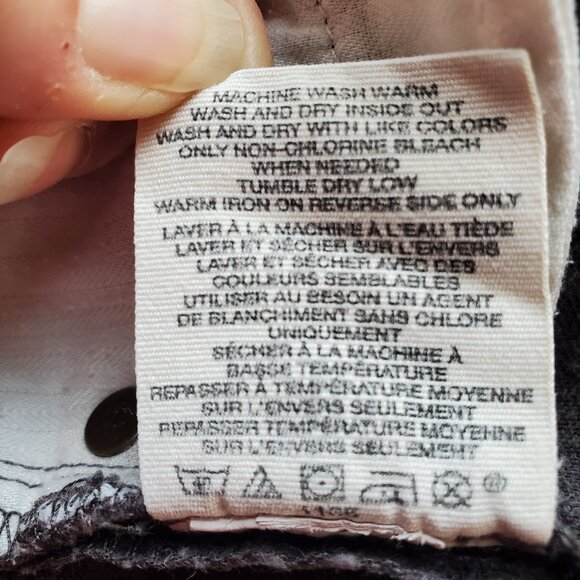 MACHINE WASH WARM
WASH AND DRY INSIDE OUT
WASH AND DRY WITH LIKE COLORS
ONLY NON-CHLORINE BLEACH
WHEN NEEDED
TUMBLE DRY LOW
WARM IRON ON REVERSE SIDE ONLY
LAVER À LA MACHINE À L'EAU TIÈDE
LAVER ET SÉCHER SUR L'ENVERS
LAVER ET SÉCHER AVEC DES
COULEURS SEMBLABLES
UTILISER AU BESOIN UN AGENT
DE BLANCHIMENT SANS CHLORE
UNIQUEMENT
SÉCHER À LA MACHINE À
BASSE TEMPÉRATURE
REPASSER À TEMPÉRATURE MOYENNE
SUR L'ENVERS SEULEMENT
REPASSER TEMPÉRATURE MOYENNE
SUR L'ENVERS SEULEMENT